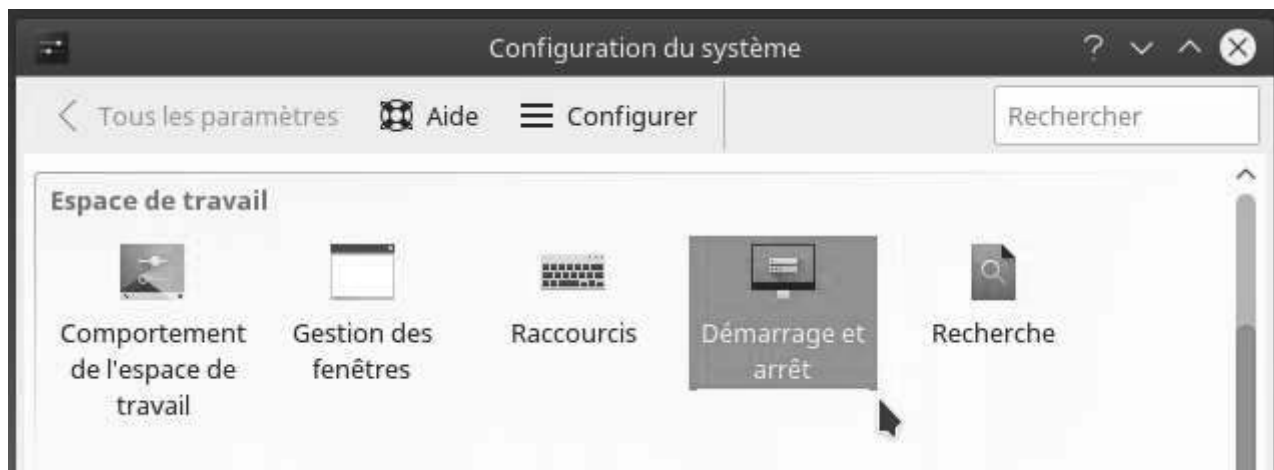 Configuration du système
?
Tous les paramètres Aide Configurer Rechercher
Espace de travail
Comportement
de l'espace de
travail
Gestion des
fenêtres
Raccourcis
Démarrage et
arrêt
Recherche